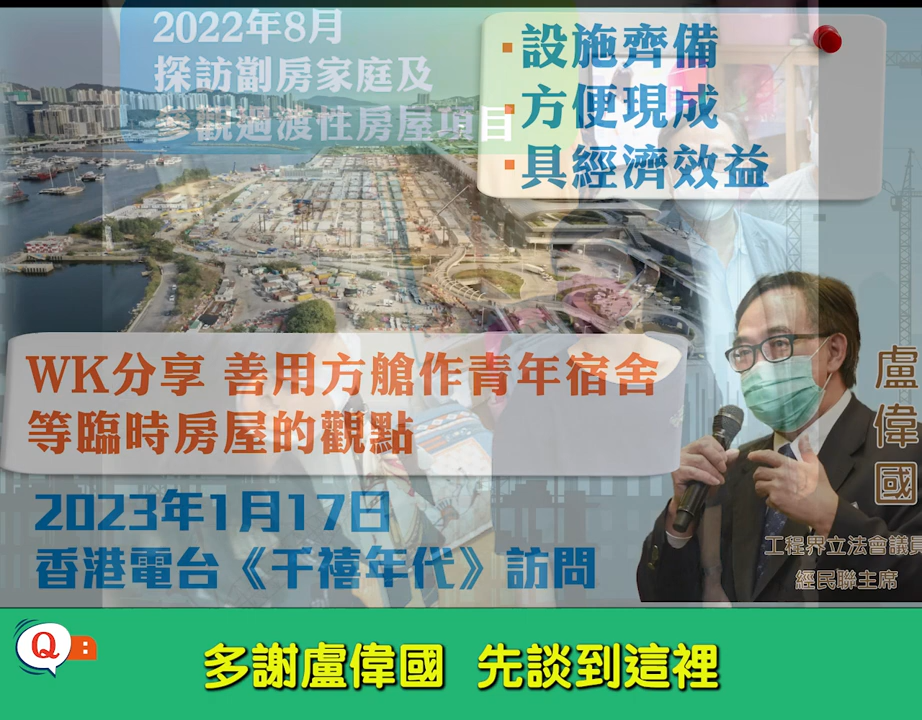 2022年8月
探訪劏房家庭及
參觀過渡性房屋項目
設施齊備
方便現成
具經濟效益
WK分享 善用方艙作青年宿舍
等臨時房屋的觀點
2023年1月17日
香港電台《千禧年代》訪問
盧偉國
工程界立法會議員
經民聯主席
Q:
多謝盧偉國 先談到這裡